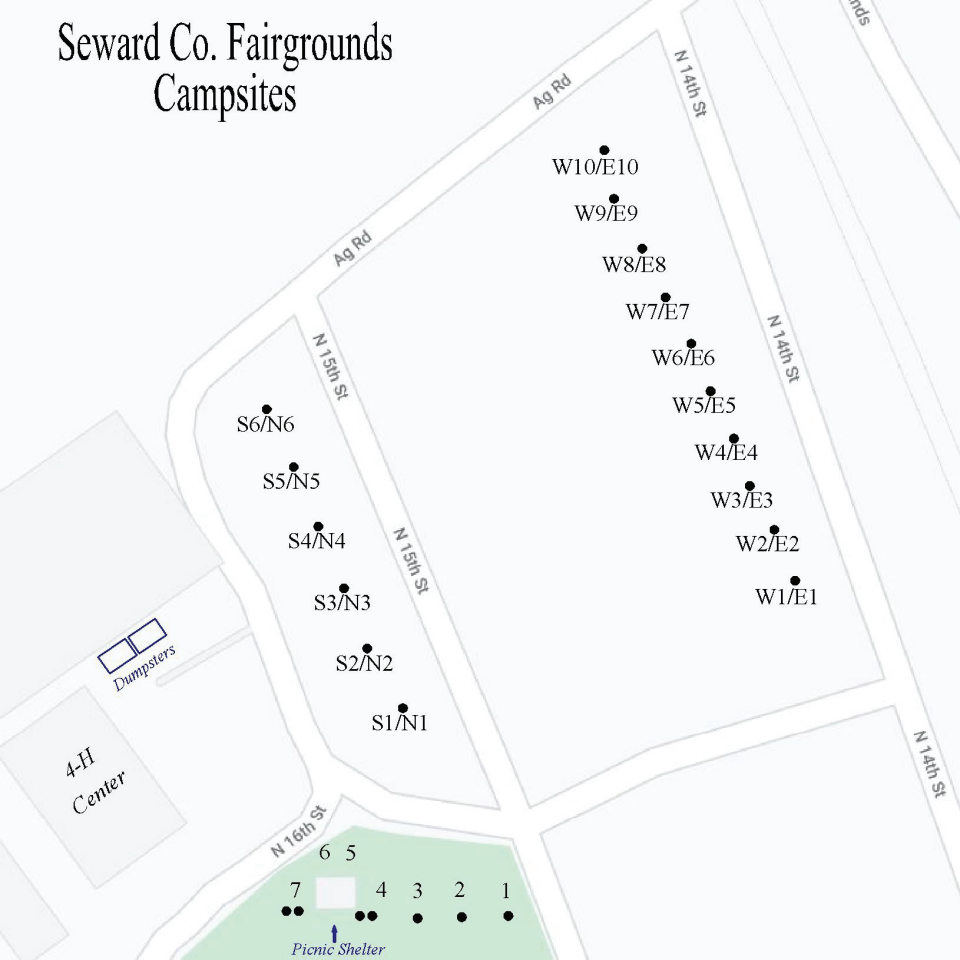 Seward Co. Fairgrounds
Campsites
Ag Rd
N 14th St
W10/E10
W9/E9
Ag Rd
W8/E8
W7/E7
N 15th St
W6/E6
N 14th St
W5/E5
S6/N6
W4/E4
S5/N5
W3/E3
S4/N4
N 15th St
W2/E2
W1/E1
S3/N3
Dumpsters
S2/N2
S1/N1
4-H
Center
N 14th St
N 16th St
6 5
7 4 3 2 1
Picnic Shelter